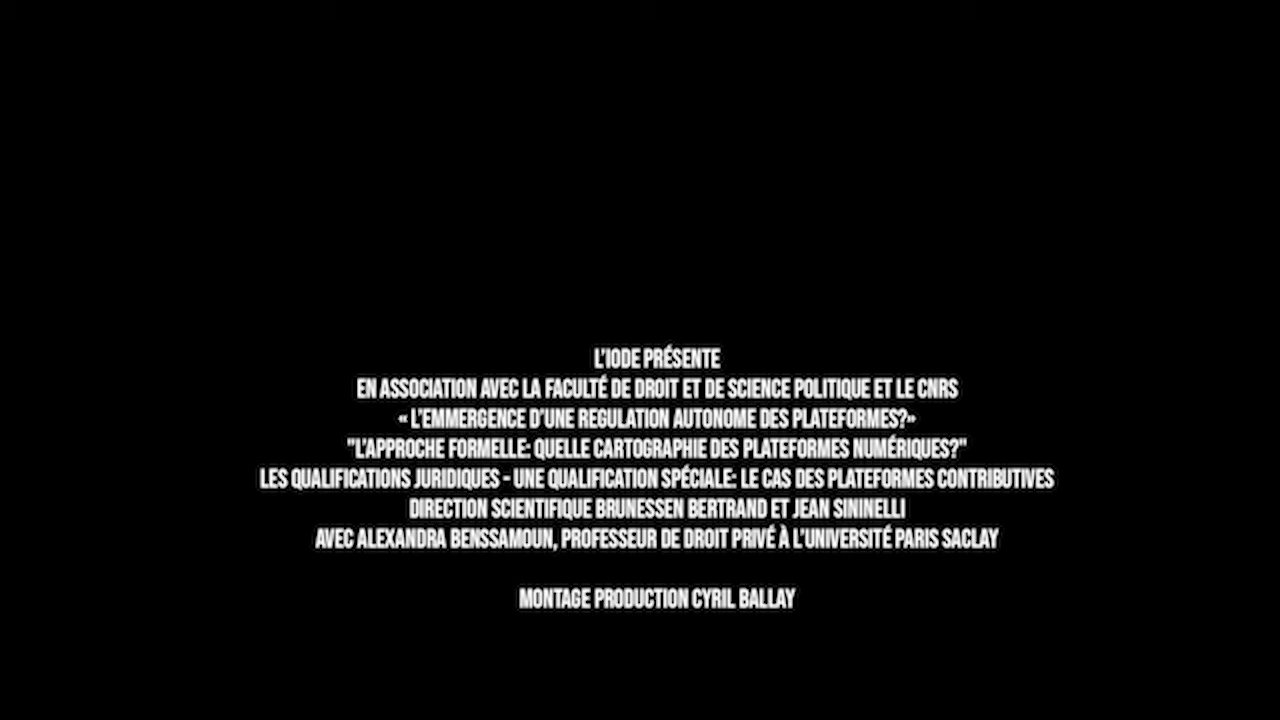 L'IODE PRÉSENTE
EN ASSOCIATION AVEC LA FACULTÉ DE DROIT ET DE SCIENCE POLITIQUE ET LE CNRS
« L'EMMERGENCE D'UNE REGULATION AUTONOME DES PLATEFORMES?»
"L'APPROCHE FORMELLE: QUELLE CARTOGRAPHIE DES PLATEFORMES NUMÉRIQUES?"
LES QUALIFICATIONS JURIDIQUES - UNE QUALIFICATION SPÉCIALE: LE CAS DES PLATEFORMES CONTRIBUTIVES
DIRECTION SCIENTIFIQUE BRUNESSEN BERTRAND ET JEAN SININELLI
AVEC ALEXANDRA BENSSAMOUN, PROFESSEUR DE DROIT PRIVÉ À L'UNIVERSITÉ PARIS SACLAY
MONTAGE PRODUCTION CYRIL BALLAY